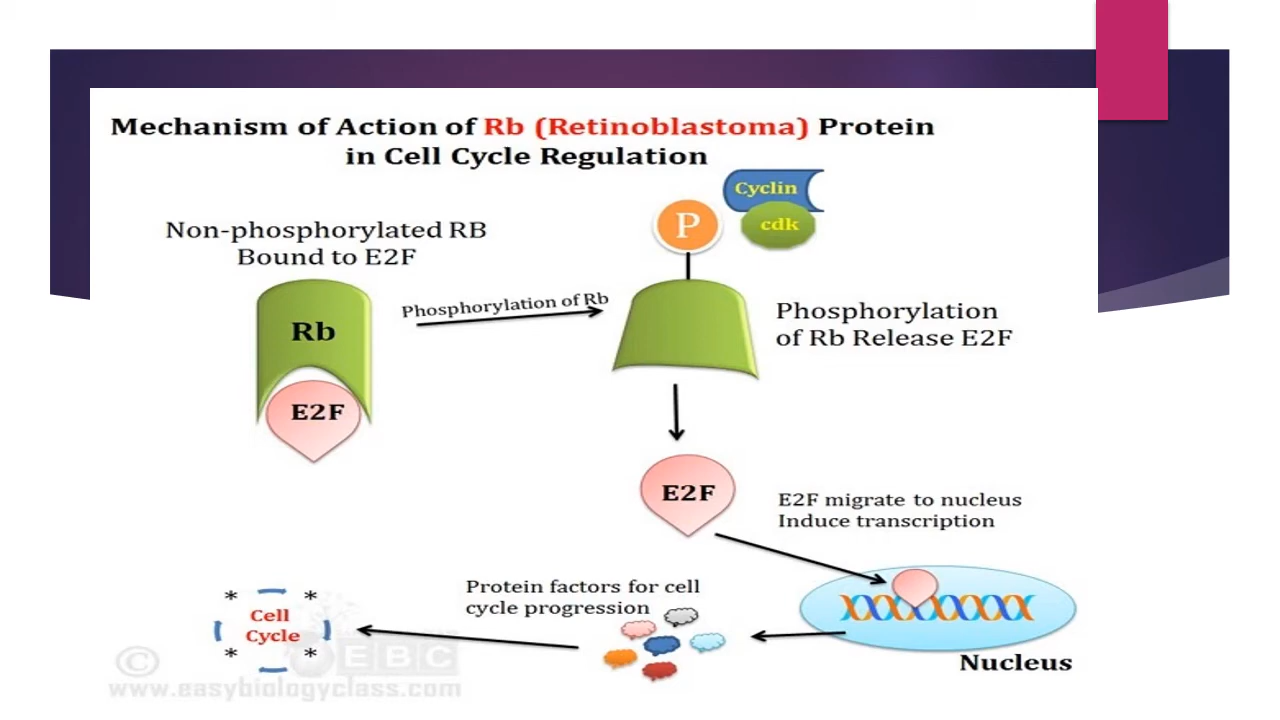 Mechanism of Action of Rb (Retinoblastoma) Protein
in Cell Cycle Regulation
Cyclin
cdk
P
Non-phosphorylated RB
Bound to E2F
Rb
E2F
Phosphorylation of Rb
Phosphorylation
of Rb Release E2F
E2F
E2F migrate to nucleus
Induce transcription
Protein factors for cell
cycle progression
* *
Cell
Cycle
* *
Nucleus
© EBC
www.easybiologyclass.com